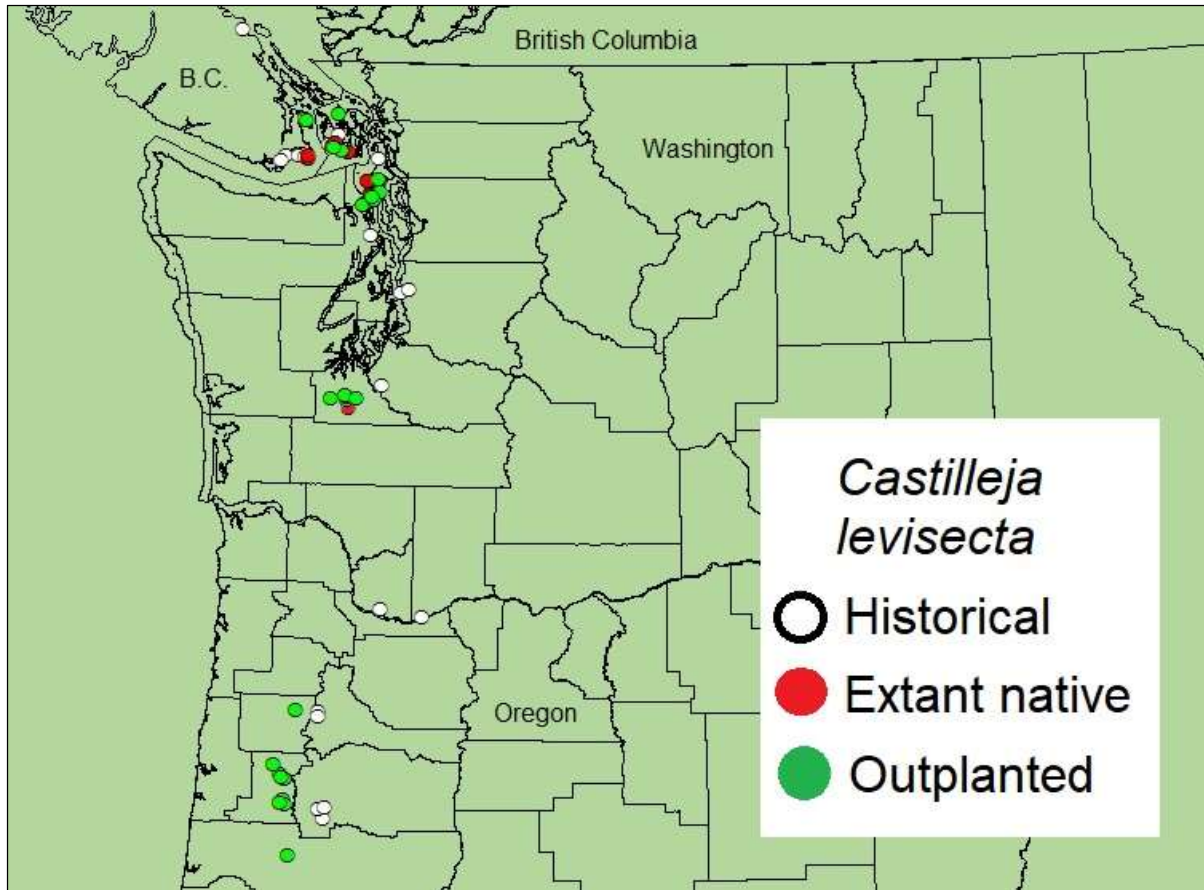 British Columbia
B.C.
Washington
Oregon
Castilleja
levisecta
Historical
Extant native
Outplanted